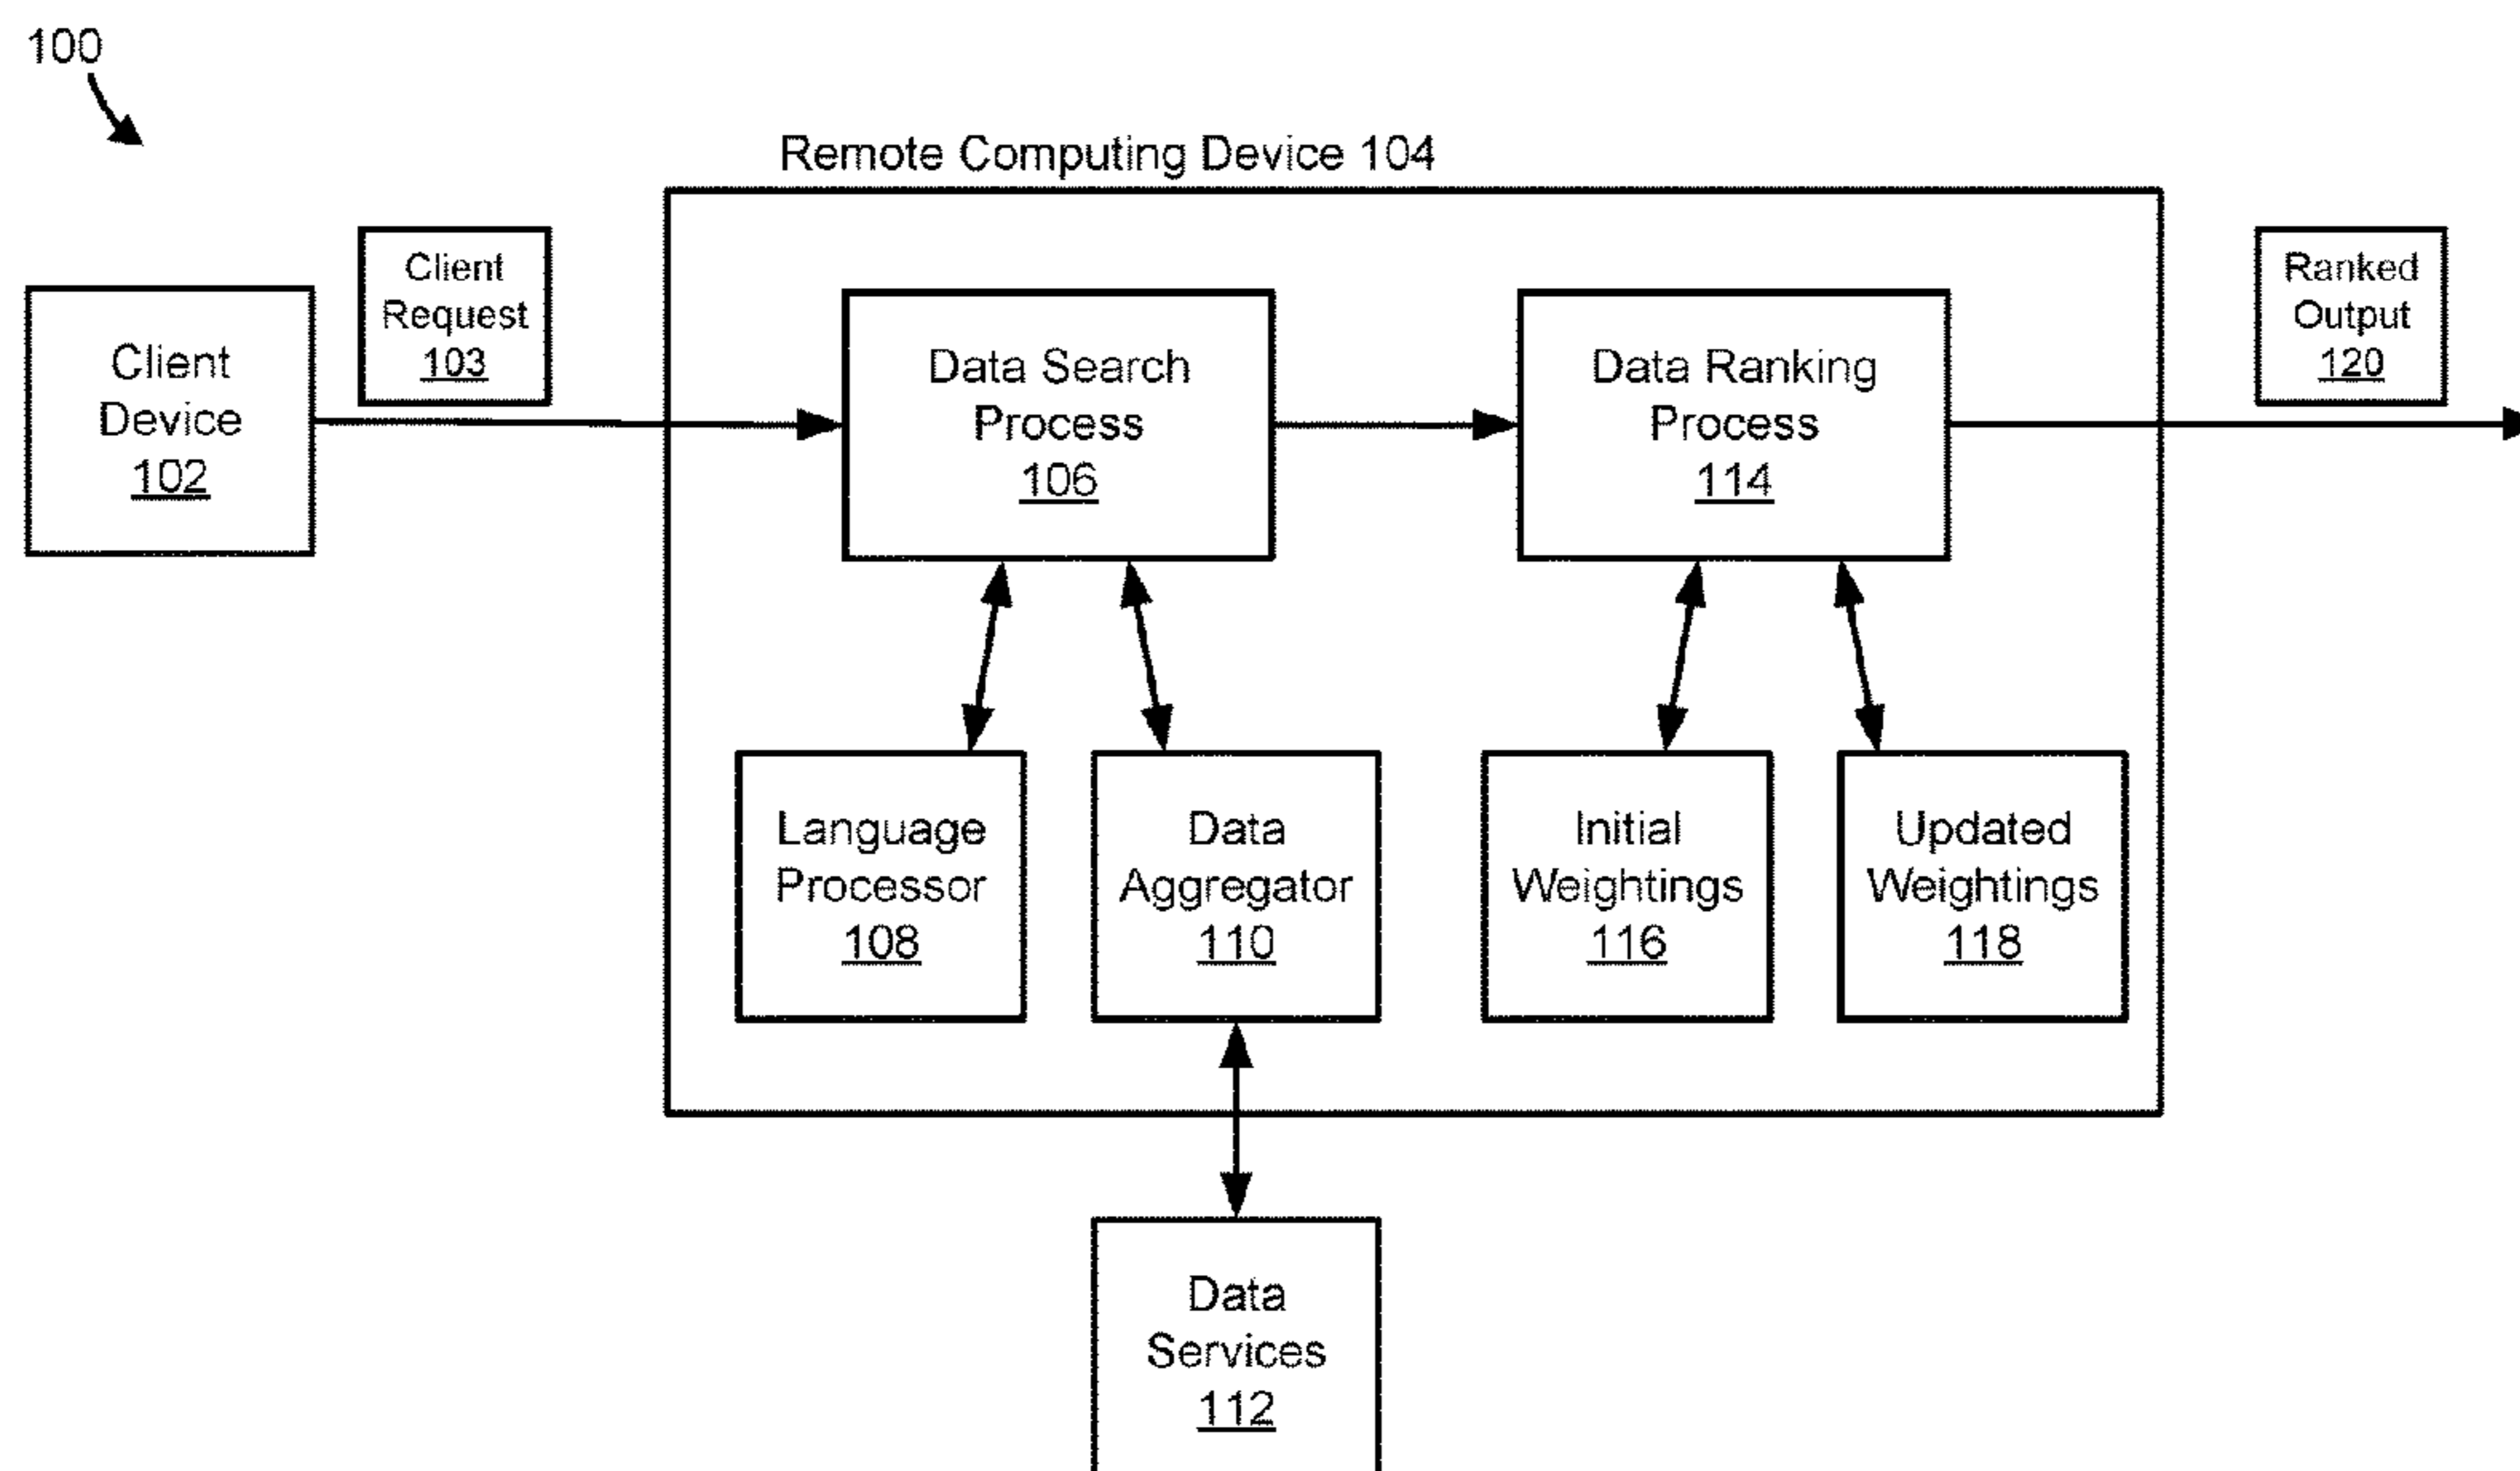 100
Remote Computing Device 104
Client
Request
103
Ranked
Output
120
Client
Device
102
Data Search
Process
106
Data Ranking
Process
114
Language
Processor
108
Data
Aggregator
110
Initial
Weightings
116
Updated
Weightings
118
Data
Services
112